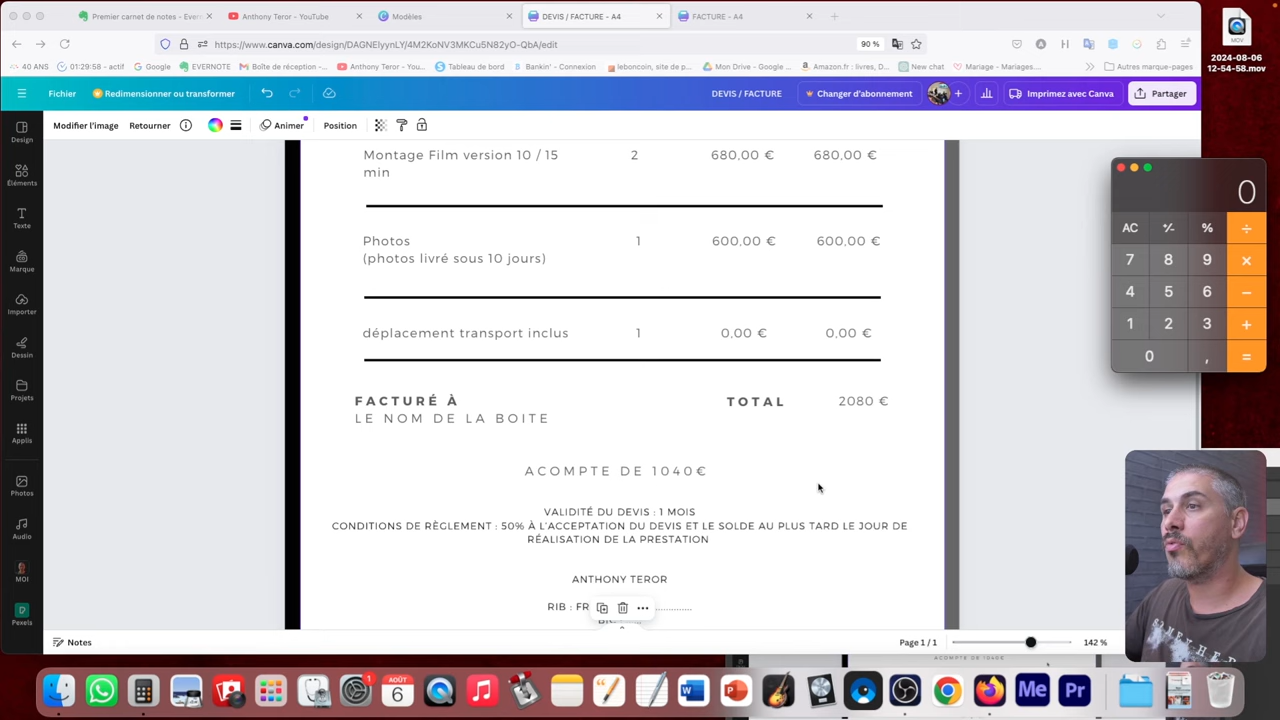 Premier carnet de notes - Ever
Anthony Teror - YouTube
Modèles
DEVIS / FACTURE - A4
FACTURE - A4
https://www.canva.com/design/DAGNElyynLY/4M2KoNV3MKCu5N82yO-QbA/edit
90 %
40 ANS
01:29:58 - actif
Google
EVERNOTE
Boîte de réception -...
Anthony Teror - You...
Tableau de bord
Bankin' - Connexion
leboncoin, site de p...
Mon Drive - Google ...
Amazon.fr : livres, D...
New chat
Mariage - Mariages....
Autres marque-pages
Fichier
Redimensionner ou transformer
DEVIS / FACTURE
Changer d'abonnement
Imprimez avec Canva
Partager
Modifier l'image
Retourner
Animer
Position
Design
Éléments
Texte
Marque
Importer
Dessin
Projets
Applis
Photos
Audio
MOI
Pexels
Montage Film version 10 / 15 2 680,00 € 680,00 €
min
Photos 1 600,00 € 600,00 €
(photos livré sous 10 jours)
déplacement transport inclus 1 0,00 € 0,00 €
FACTURÉ À TOTAL 2080 €
LE NOM DE LA BOITE
ACOMPTE DE 1040€
VALIDITÉ DU DEVIS : 1 MOIS
CONDITIONS DE RÈGLEMENT : 50% À L'ACCEPTATION DU DEVIS ET LE SOLDE AU PLUS TARD LE JOUR DE
RÉALISATION DE LA PRESTATION
ANTHONY TEROR
RIB : FR
Notes
Page 1 / 1
142 %
MOV
2024-08-06
12-54-58.mov
0
AC +/- % ÷
7 8 9 ×
4 5 6 −
1 2 3 +
0 , =
AOÛT
6
1
Me
Pr